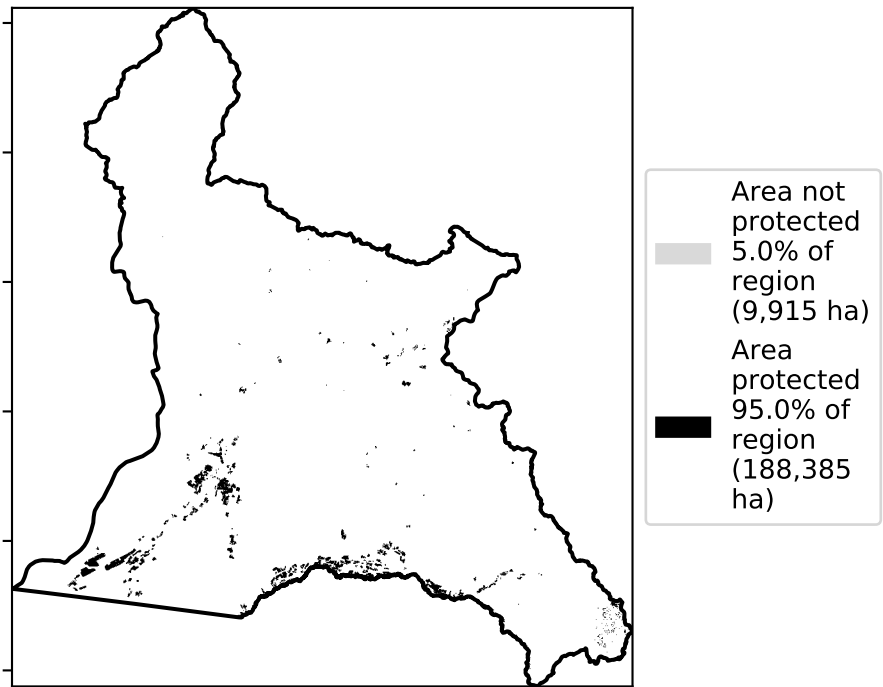 Area not
protected
5.0% of
region
(9,915 ha)
Area
protected
95.0% of
region
(188,385
ha)